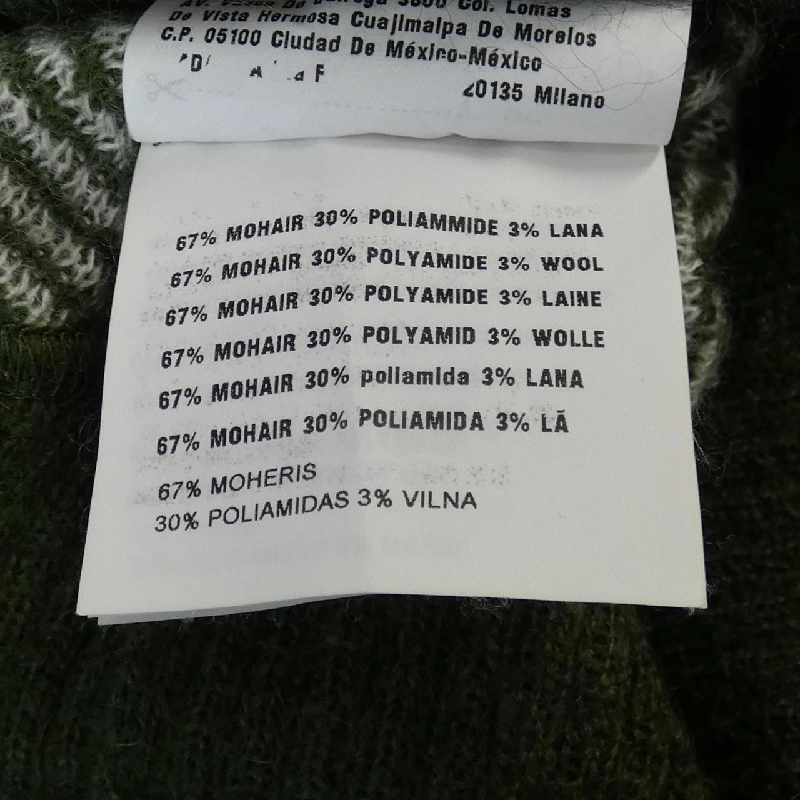 Col. Lomas
De Vista Hermosa Cuajimalpa De Morelos
C.P. 05100 Ciudad De México-México
20135 Milano
67% MOHAIR 30% POLIAMMIDE 3% LANA
67% MOHAIR 30% POLYAMIDE 3% WOOL
67% MOHAIR 30% POLYAMIDE 3% LAINE
67% MOHAIR 30% POLYAMID 3% WOLLE
67% MOHAIR 30% poliamida 3% LANA
67% MOHAIR 30% POLIAMIDA 3% LÃ
67% MOHERIS
30% POLIAMIDAS 3% VILNA